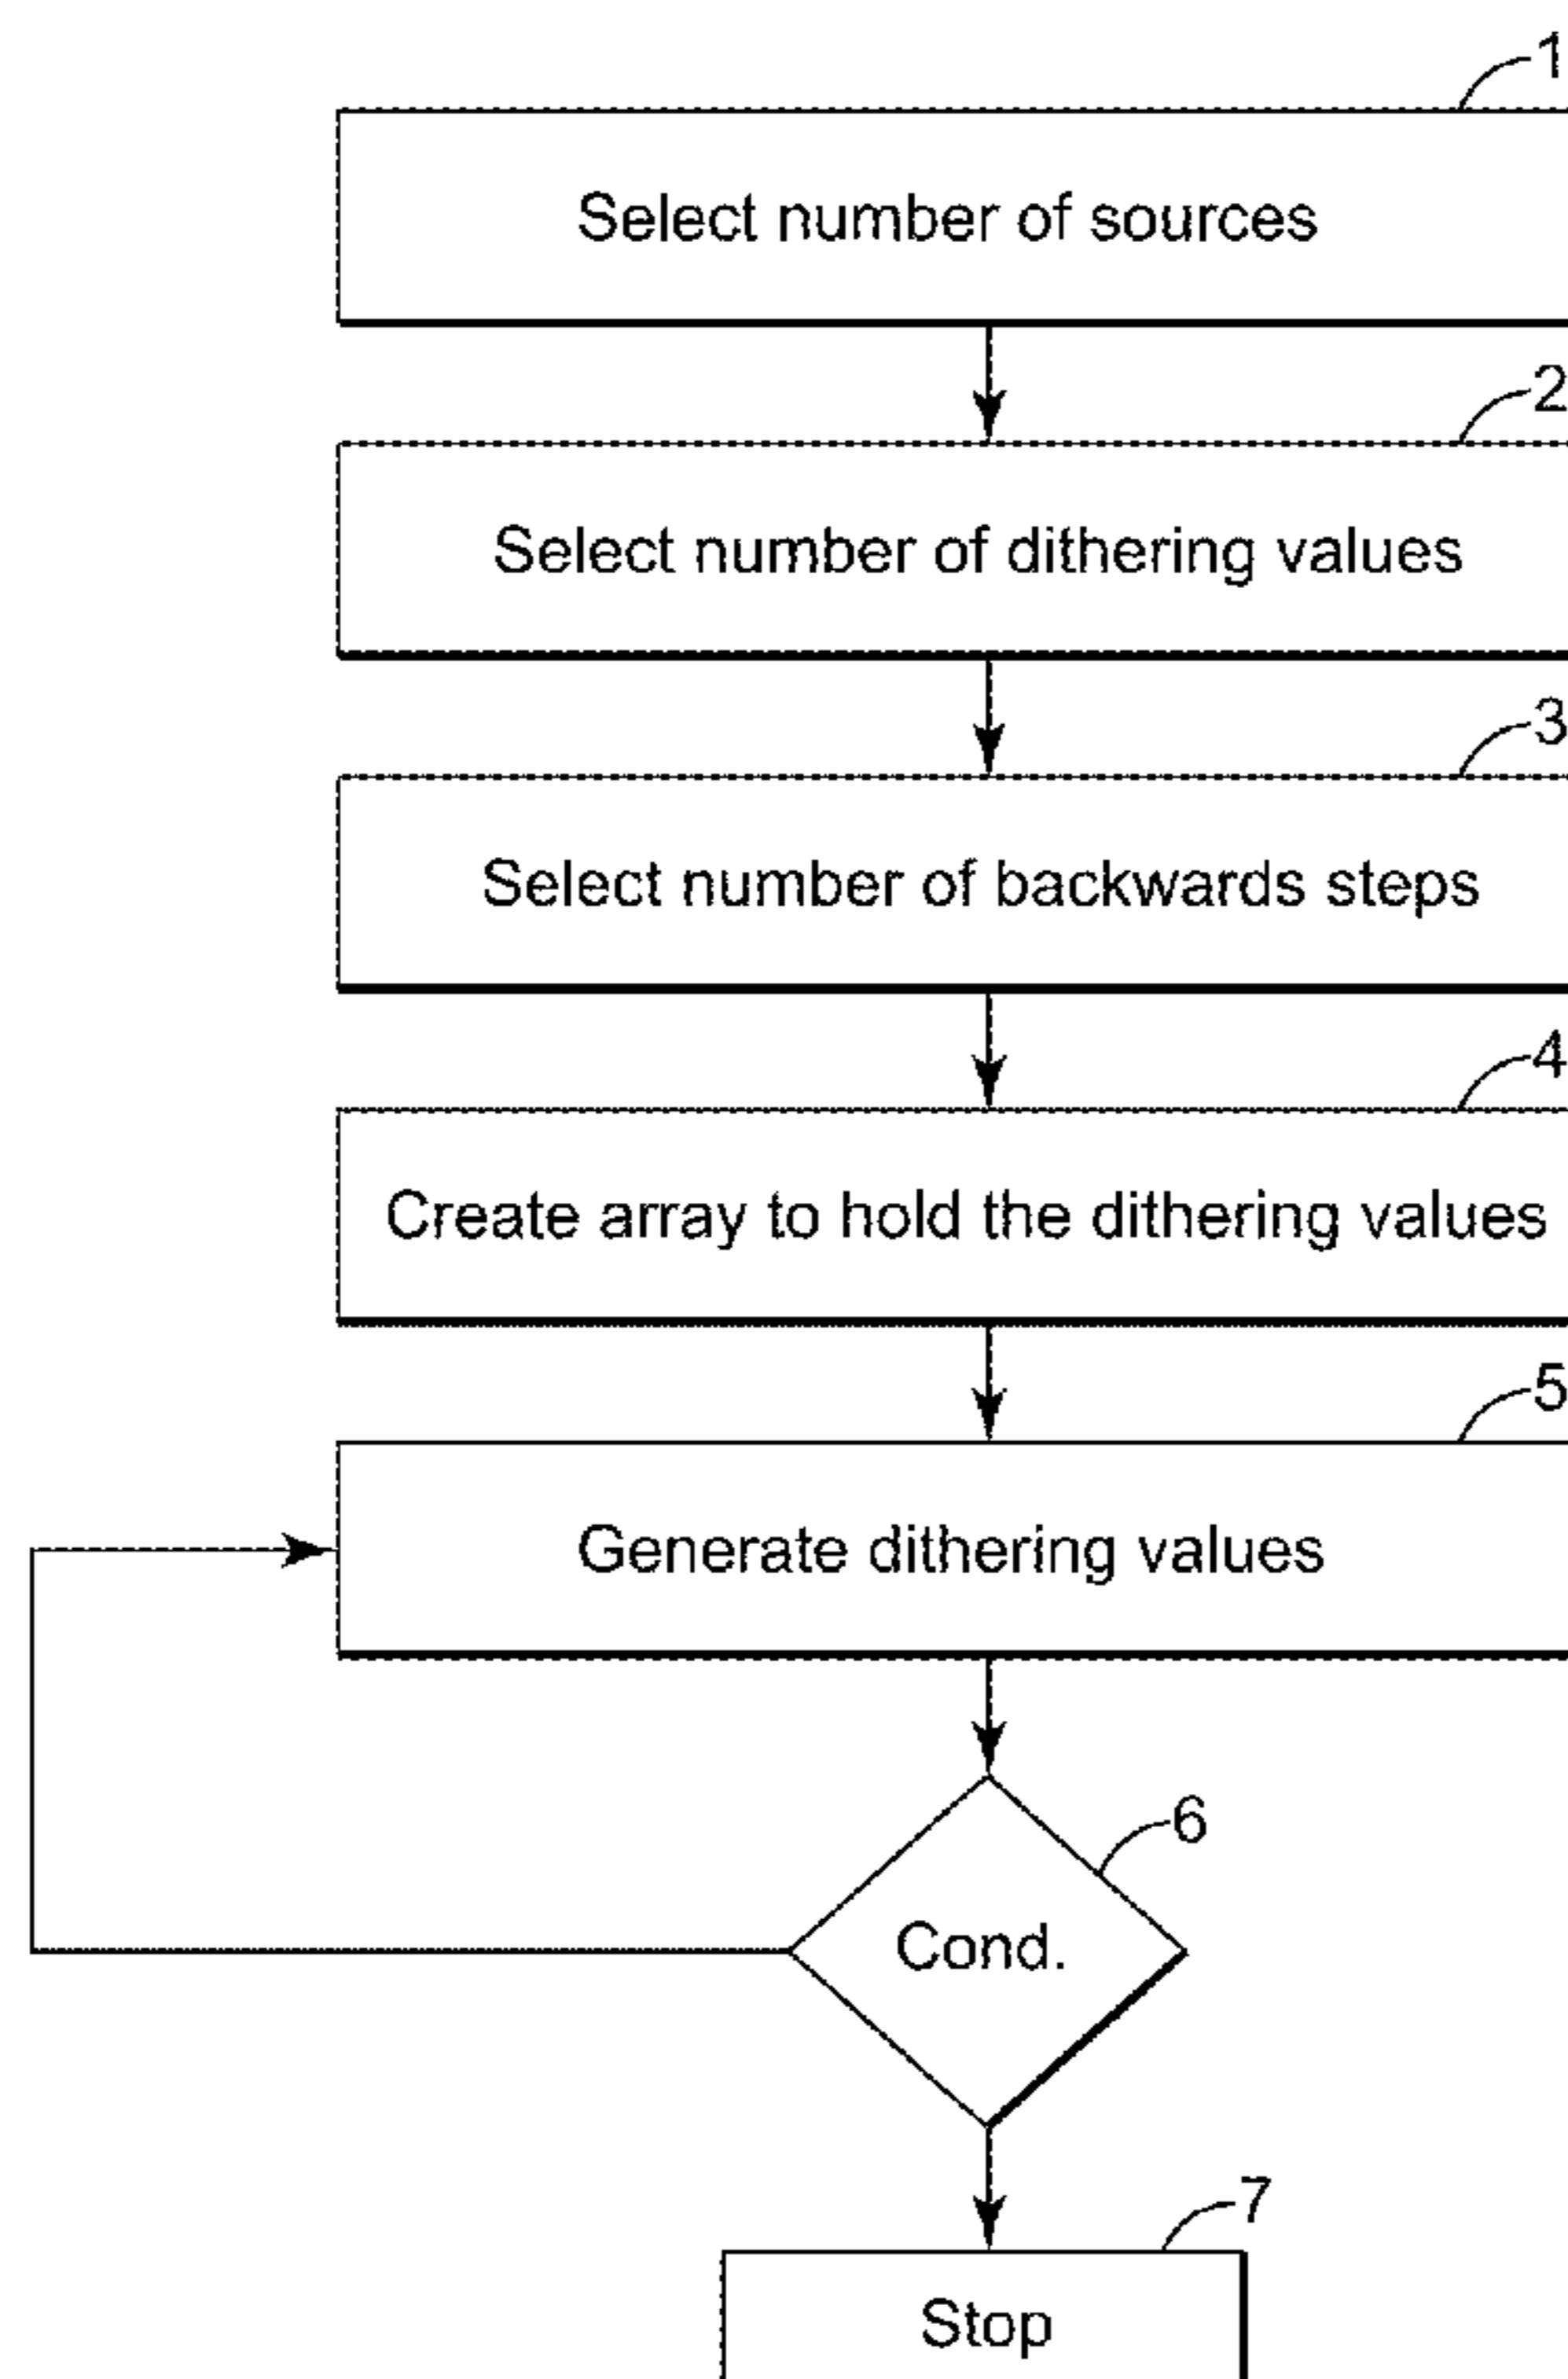 1
Select number of sources
2
Select number of dithering values
3
Select number of backwards steps
4
Create array to hold the dithering values
5
Generate dithering values
6
Cond.
7
Stop